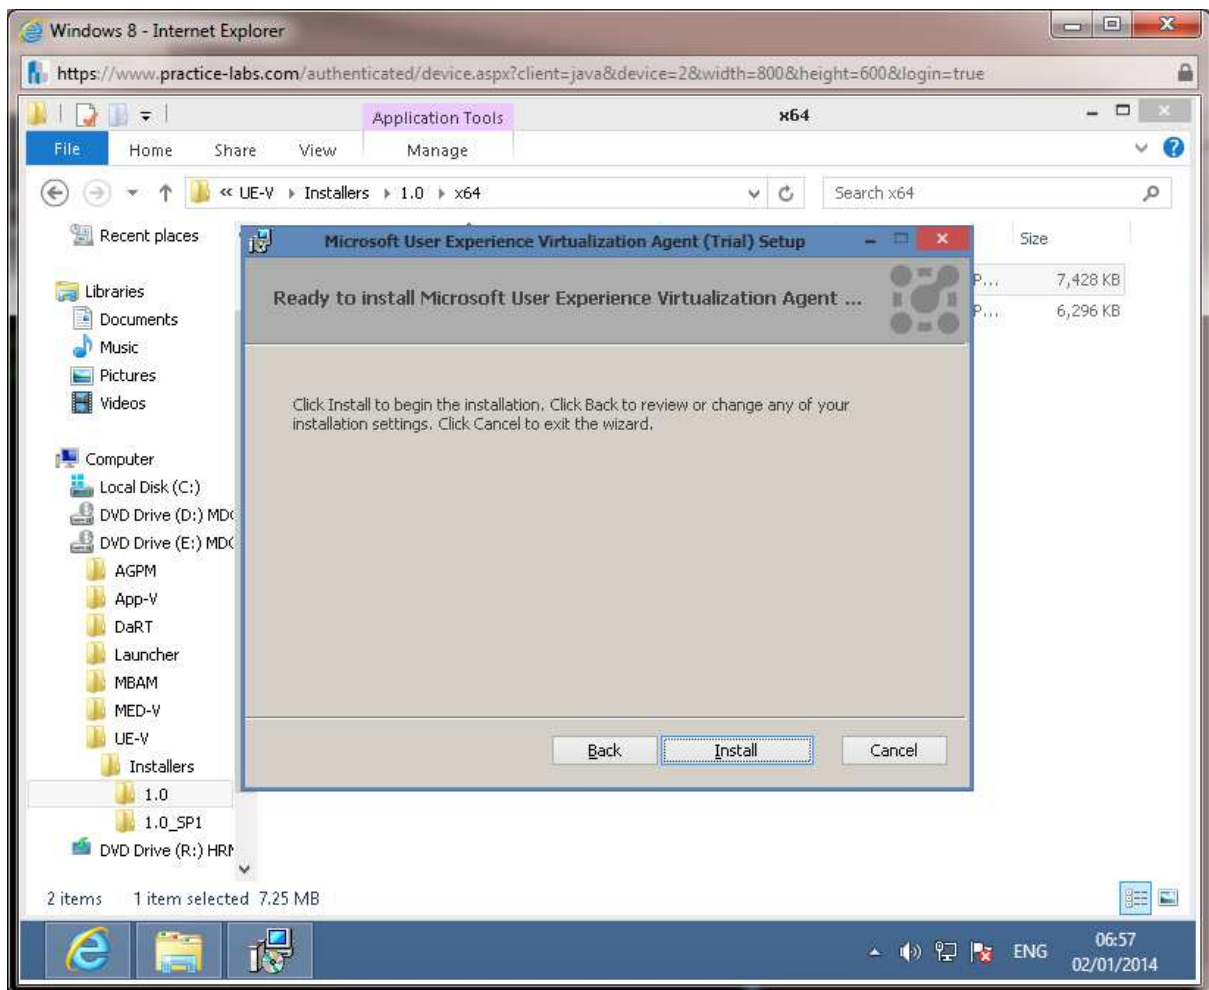 Windows 8 - Internet Explorer
https://www.practice-labs.com/authenticated/device.aspx?client=java&device=2&width=800&height=600&login=true
Application Tools
x64
File Home Share View Manage
« UE-V Installers 1.0 x64
Search x64
Recent places
Size
Microsoft User Experience Virtualization Agent (Trial) Setup
Ready to install Microsoft User Experience Virtualization Agent ...
P... 7,428 KB
P... 6,296 KB
Click Install to begin the installation. Click Back to review or change any of your
installation settings. Click Cancel to exit the wizard.
Back Install Cancel
Libraries
Documents
Music
Pictures
Videos
Computer
Local Disk (C:)
DVD Drive (D:) MD
DVD Drive (E:) MD
AGPM
App-V
DaRT
Launcher
MBAM
MED-V
UE-V
Installers
1.0
1.0_SP1
DVD Drive (R:) HR
2 items 1 item selected 7.25 MB
ENG
06:57
02/01/2014